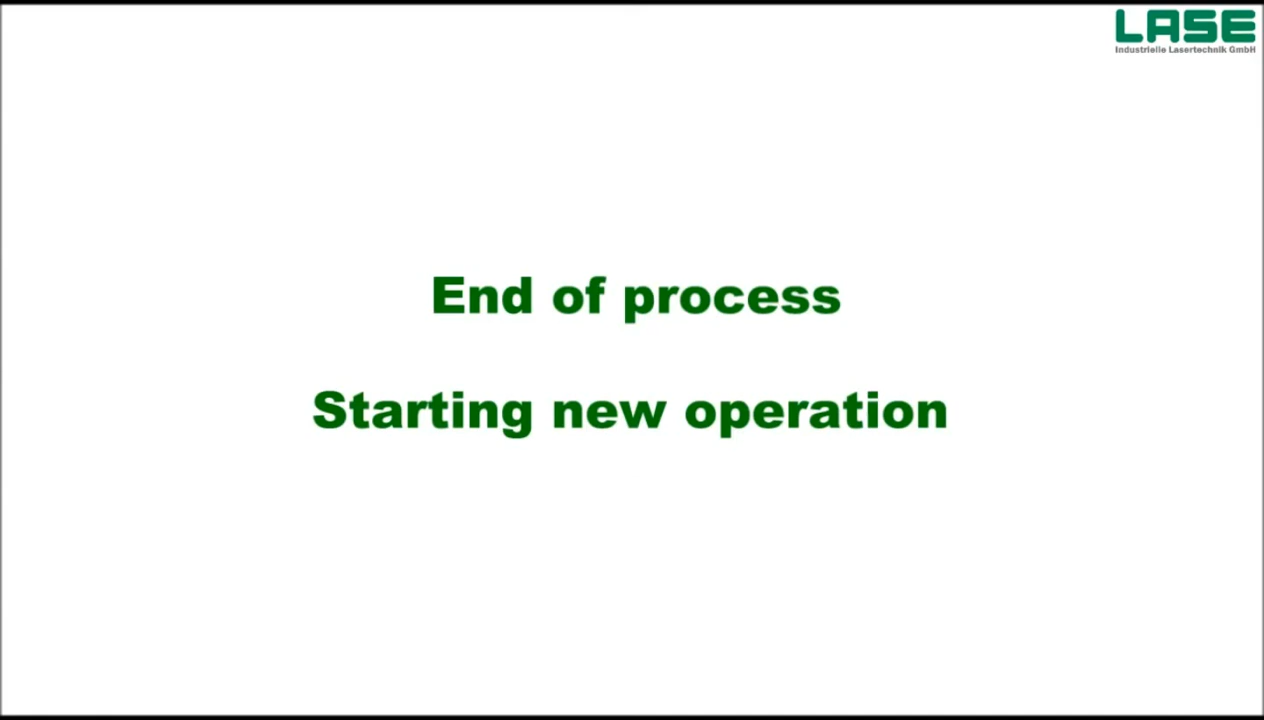 LASE
Industrielle Lasertechnik GmbH
End of process
Starting new operation